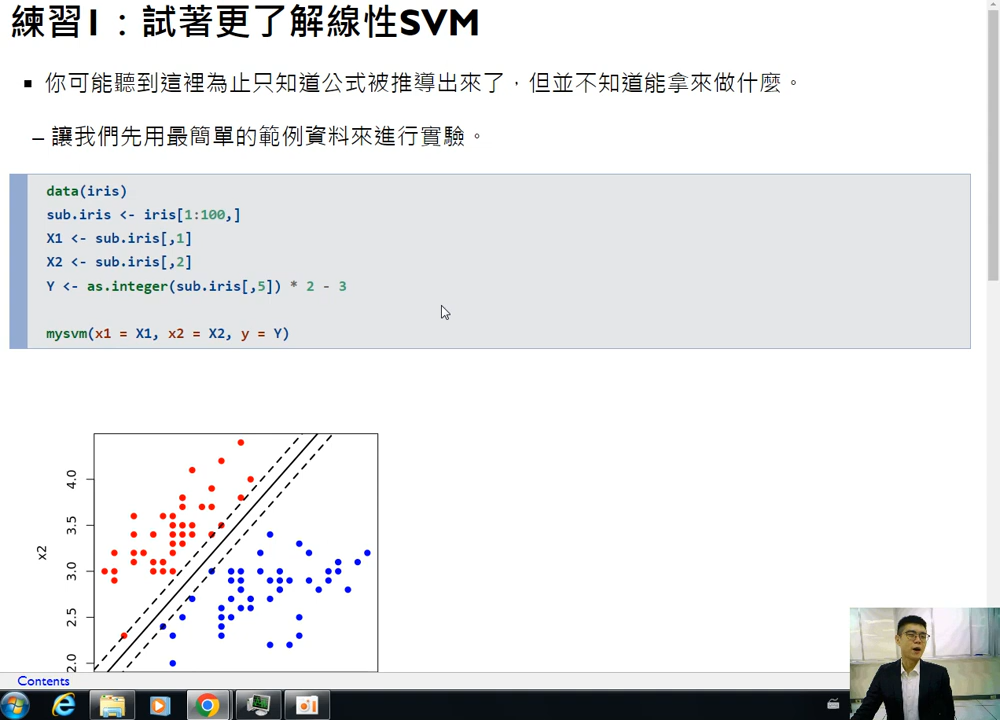 練習1：試著更了解線性SVM
▪ 你可能聽到這裡為止只知道公式被推導出來了，但並不知道能拿來做什麼。
– 讓我們先用最簡單的範例資料來進行實驗。
data(iris)
sub.iris <- iris[1:100,]
X1 <- sub.iris[,1]
X2 <- sub.iris[,2]
Y <- as.integer(sub.iris[,5]) * 2 - 3
mysvm(x1 = X1, x2 = X2, y = Y)
4.0
3.5
x2
3.0
2.5
2.0
Contents